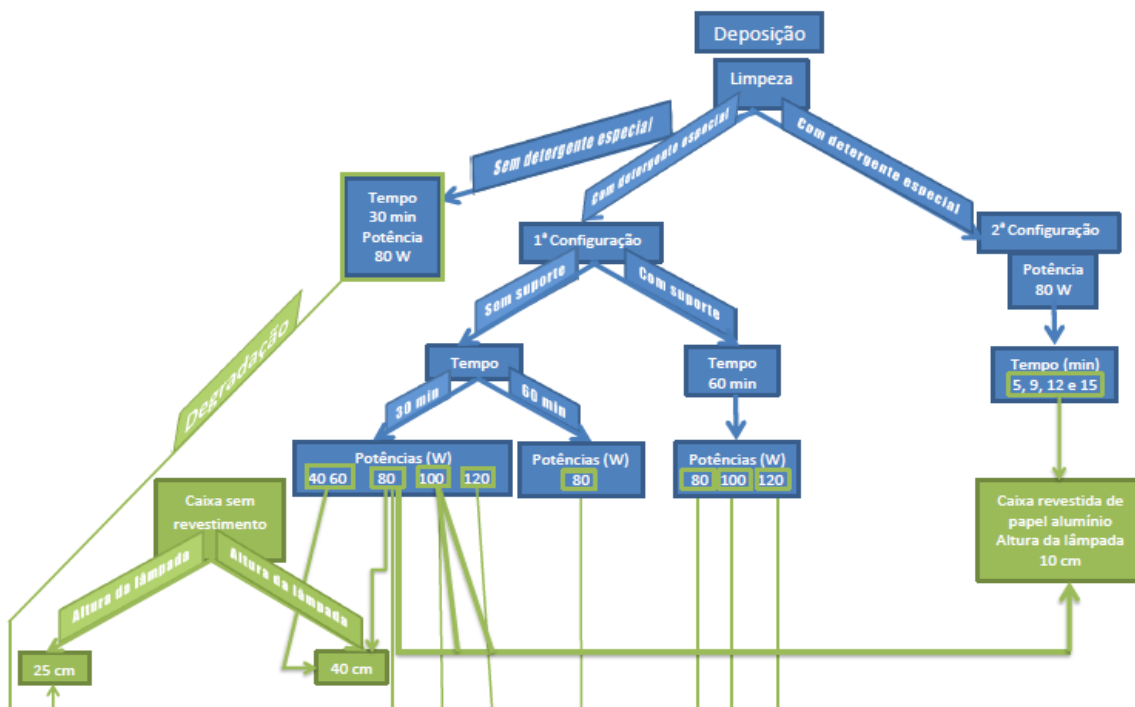 Deposição
Limpeza
Sem detergente especial
Com detergente especial
Com detergente especial
Tempo
30 min
Potência
80 W
1ª Configuração
2ª Configuração
Sem suporte
Com suporte
Potência
80 W
Degradação
Tempo
Tempo
60 min
Tempo (min)
5, 9, 12 e 15
30 min
60 min
Potências (W)
40 60 80 100 120
Potências (W)
80
Potências (W)
80 100 120
Caixa sem
revestimento
Caixa revestida de
papel alumínio
Altura da lâmpada
10 cm
Altura da lâmpada
Altura da lâmpada
25 cm
40 cm